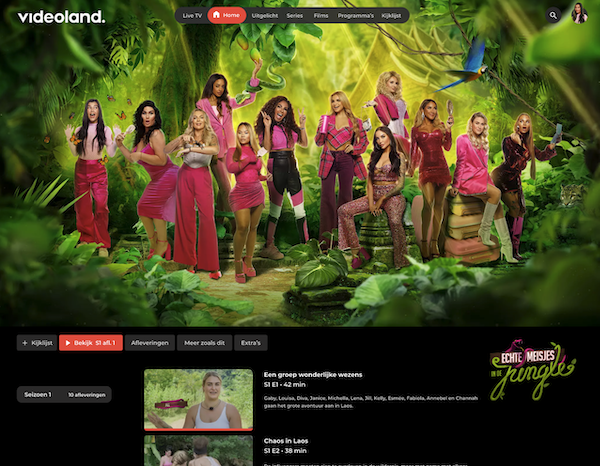 videoland.
Live TV Home Uitgelicht Series Films Programma's Kijklijst
+ Kijklijst Bekijk S1 afl. 1 Afleveringen Meer zoals dit Extra's
ECHTE MEISJES
IN DE
Jungle
Seizoen 1 10 afleveringen
Een groep wonderlijke wezens
S1 E1 • 42 min
Gaby, Louisa, Diva, Janice, Michelle, Lena, Jill, Kelly, Esmée, Fabiola, Annebel en Channah
gaan het grote avontuur aan in Laos.
Chaos in Laos
S1 E2 • 38 min